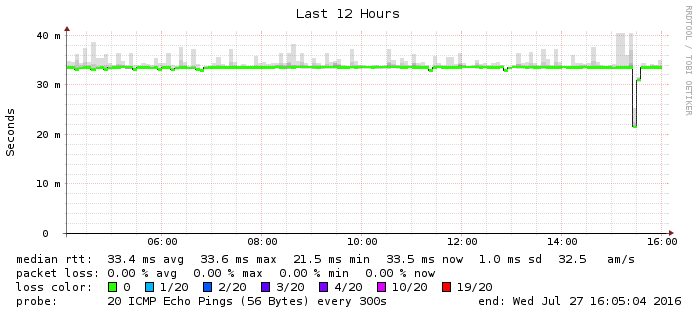 Last 12 Hours
RRDTOOL / TOBI OETIKER
Seconds
40 m
30 m
20 m
10 m
0
06:00 08:00 10:00 12:00 14:00 16:00
median rtt: 33.4 ms avg 33.6 ms max 21.5 ms min 33.5 ms now 1.0 ms sd 32.5 am/s
packet loss: 0.00 % avg 0.00 % max 0.00 % min 0.00 % now
loss color: 0 1/20 2/20 3/20 4/20 10/20 19/20
probe: 20 ICMP Echo Pings (56 Bytes) every 300s end: Wed Jul 27 16:05:04 2016